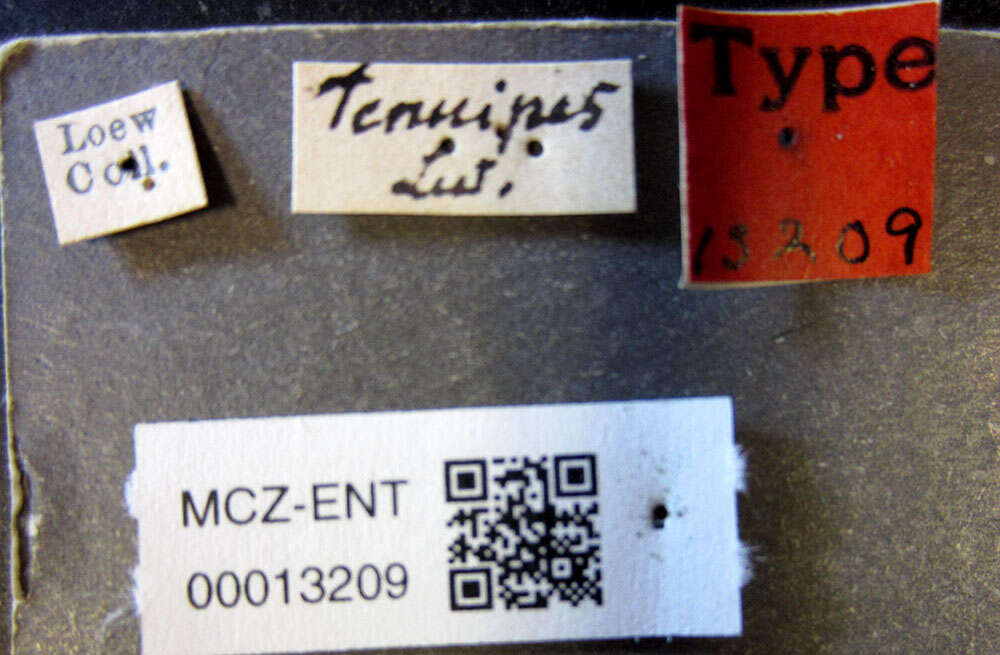 Loew
Coll.
Tenuipes
Lw.
Type
13209
MCZ-ENT
00013209